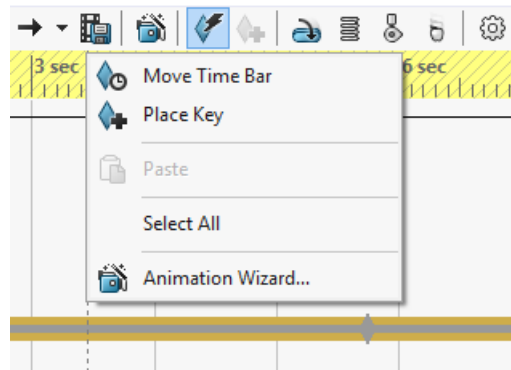 3 sec
6 sec
Move Time Bar
Place Key
Paste
Select All
Animation Wizard...